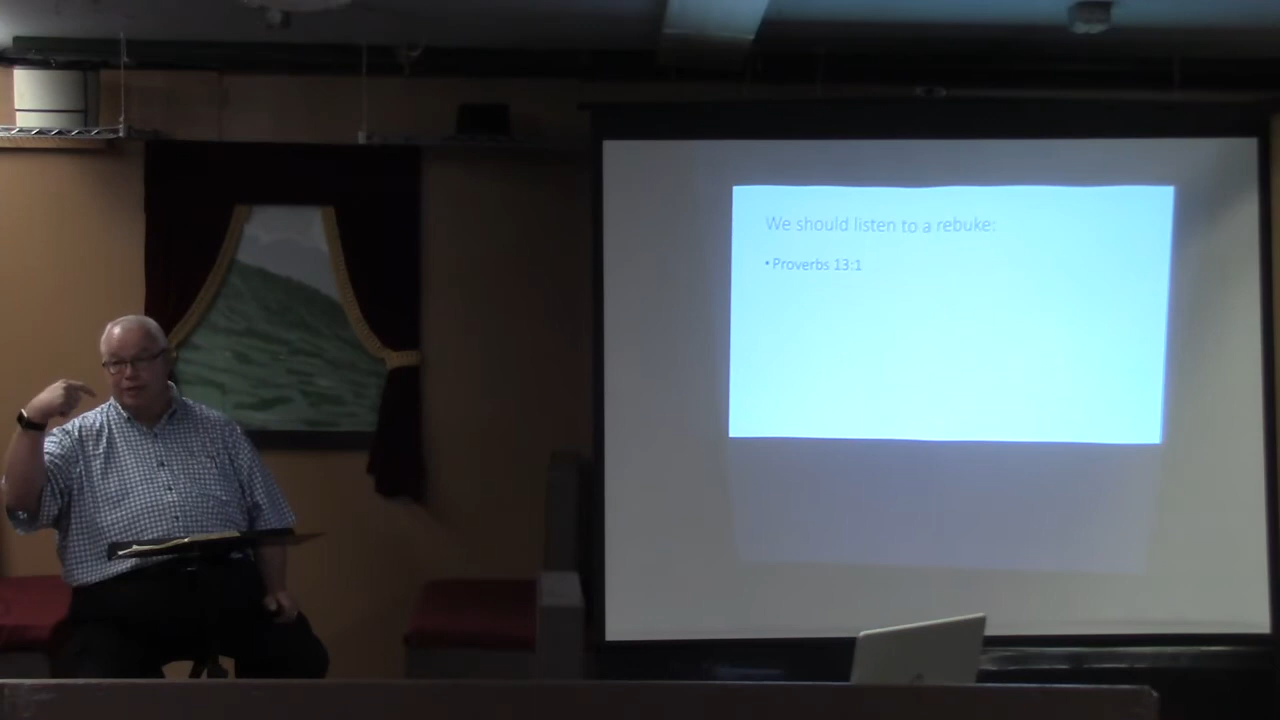 We should listen to a rebuke:
• Proverbs 13:1